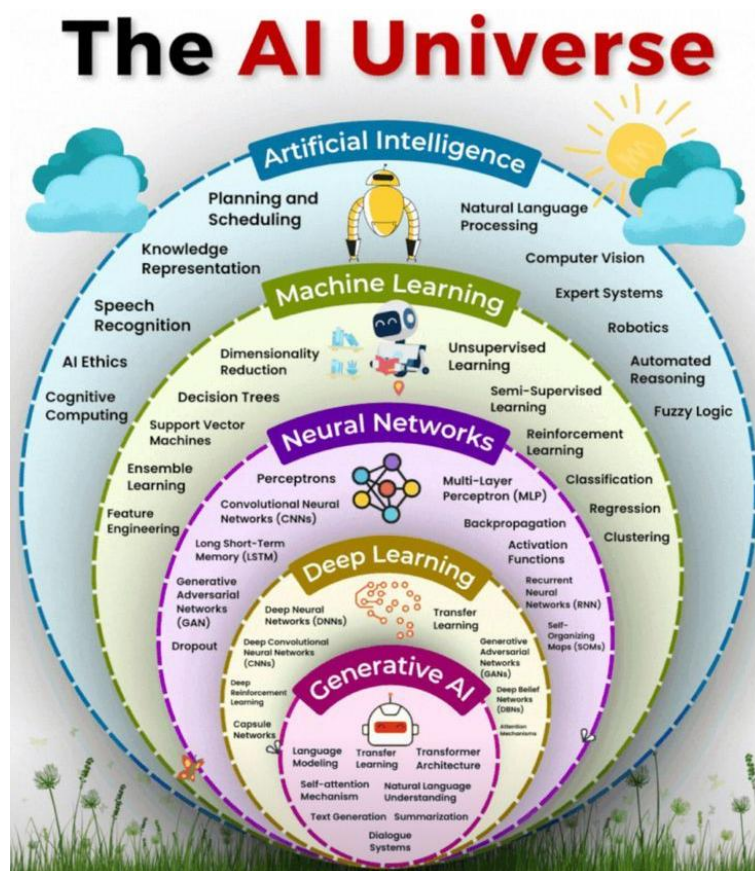 The AI Universe
Artificial Intelligence
Planning and
Scheduling
Knowledge
Representation
Speech
Recognition
AI Ethics
Cognitive
Computing
Natural Language
Processing
Computer Vision
Expert Systems
Robotics
Automated
Reasoning
Fuzzy Logic
Machine Learning
Dimensionality
Reduction
Decision Trees
Support Vector
Machines
Ensemble
Learning
Feature
Engineering
Unsupervised
Learning
Semi-Supervised
Learning
Reinforcement
Learning
Classification
Regression
Clustering
Neural Networks
Perceptrons
Convolutional Neural
Networks (CNNs)
Long Short-Term
Memory (LSTM)
Generative
Adversarial
Networks
(GAN)
Dropout
Multi-Layer
Perceptron (MLP)
Backpropagation
Activation
Functions
Recurrent
Neural
Networks (RNN)
Self-
Organizing
Maps (SOMs)
Deep Learning
Deep Neural
Networks (DNNs)
Deep Convolutional
Neural Networks
(CNNs)
Deep
Reinforcement
Learning
Capsule
Networks
Transfer
Learning
Generative
Adversarial
Networks
(GANs)
Deep Belief
Networks
(DBNs)
Attention
Mechanisms
Generative AI
Language
Modeling
Transfer
Learning
Transformer
Architecture
Self-attention
Mechanism
Natural Language
Understanding
Text Generation
Summarization
Dialogue
Systems